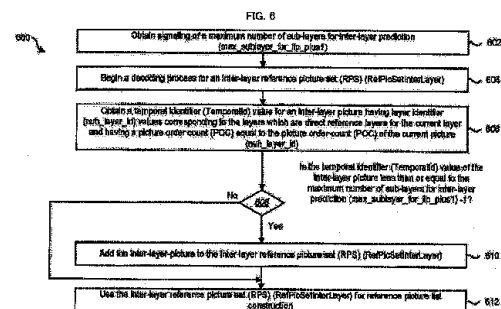 FIG. 6
600
Obtain signaling of a maximum number of sub-layers for inter-layer prediction
(max_sublayer_for_ilp_plus1)
602
Begin a decoding process for an inter-layer reference picture set (RPS) (RefPicSetInterLayer)
604
Obtain a temporal identifier (TemporalId) value for an inter-layer picture having layer identifier
(nuh_layer_id) values corresponding to the layers which are direct reference layers for the current layer
and having a picture order count (POC) equal to the picture order count (POC) of the current picture
(nuh_layer_id)
606
Is the temporal identifier (TemporalId) value of the
inter-layer picture less than or equal to the
maximum number of sub-layers for inter-layer
prediction (max_sublayer_for_ilp_plus1) -1?
No
608
Yes
Add the inter-layer picture to the inter-layer reference picture set (RPS) (RefPicSetInterLayer)
610
Use the inter-layer reference picture set (RPS) (RefPicSetInterLayer) for reference picture list
construction
612